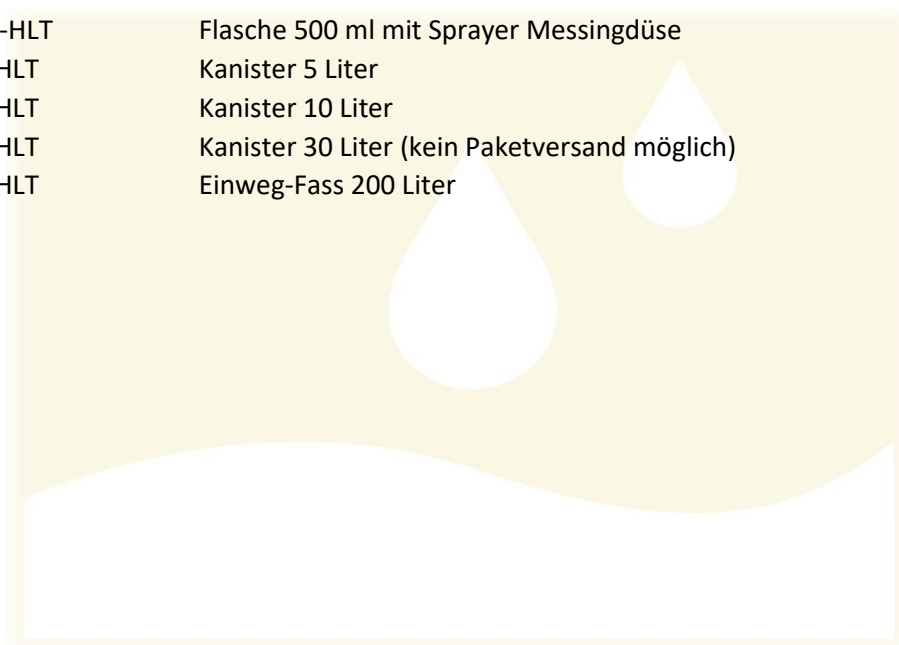 -HLT Flasche 500 ml mit Sprayer Messingdüse
HLT Kanister 5 Liter
HLT Kanister 10 Liter
HLT Kanister 30 Liter (kein Paketversand möglich)
HLT Einweg-Fass 200 Liter